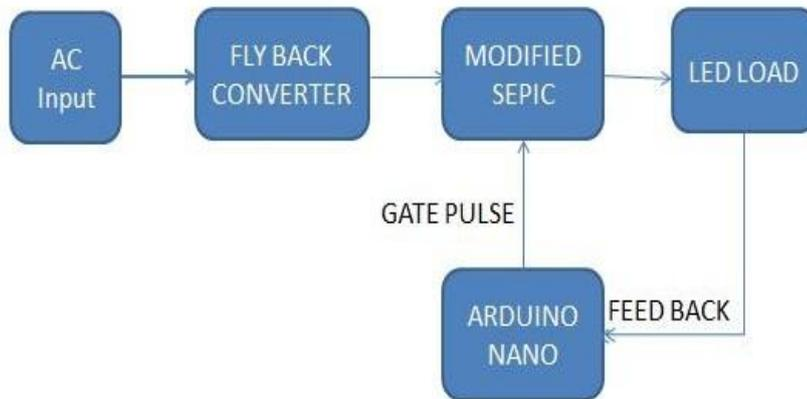 AC
Input
FLY BACK
CONVERTER
MODIFIED
SEPIC
LED LOAD
GATE PULSE
ARDUINO
NANO
FEED BACK